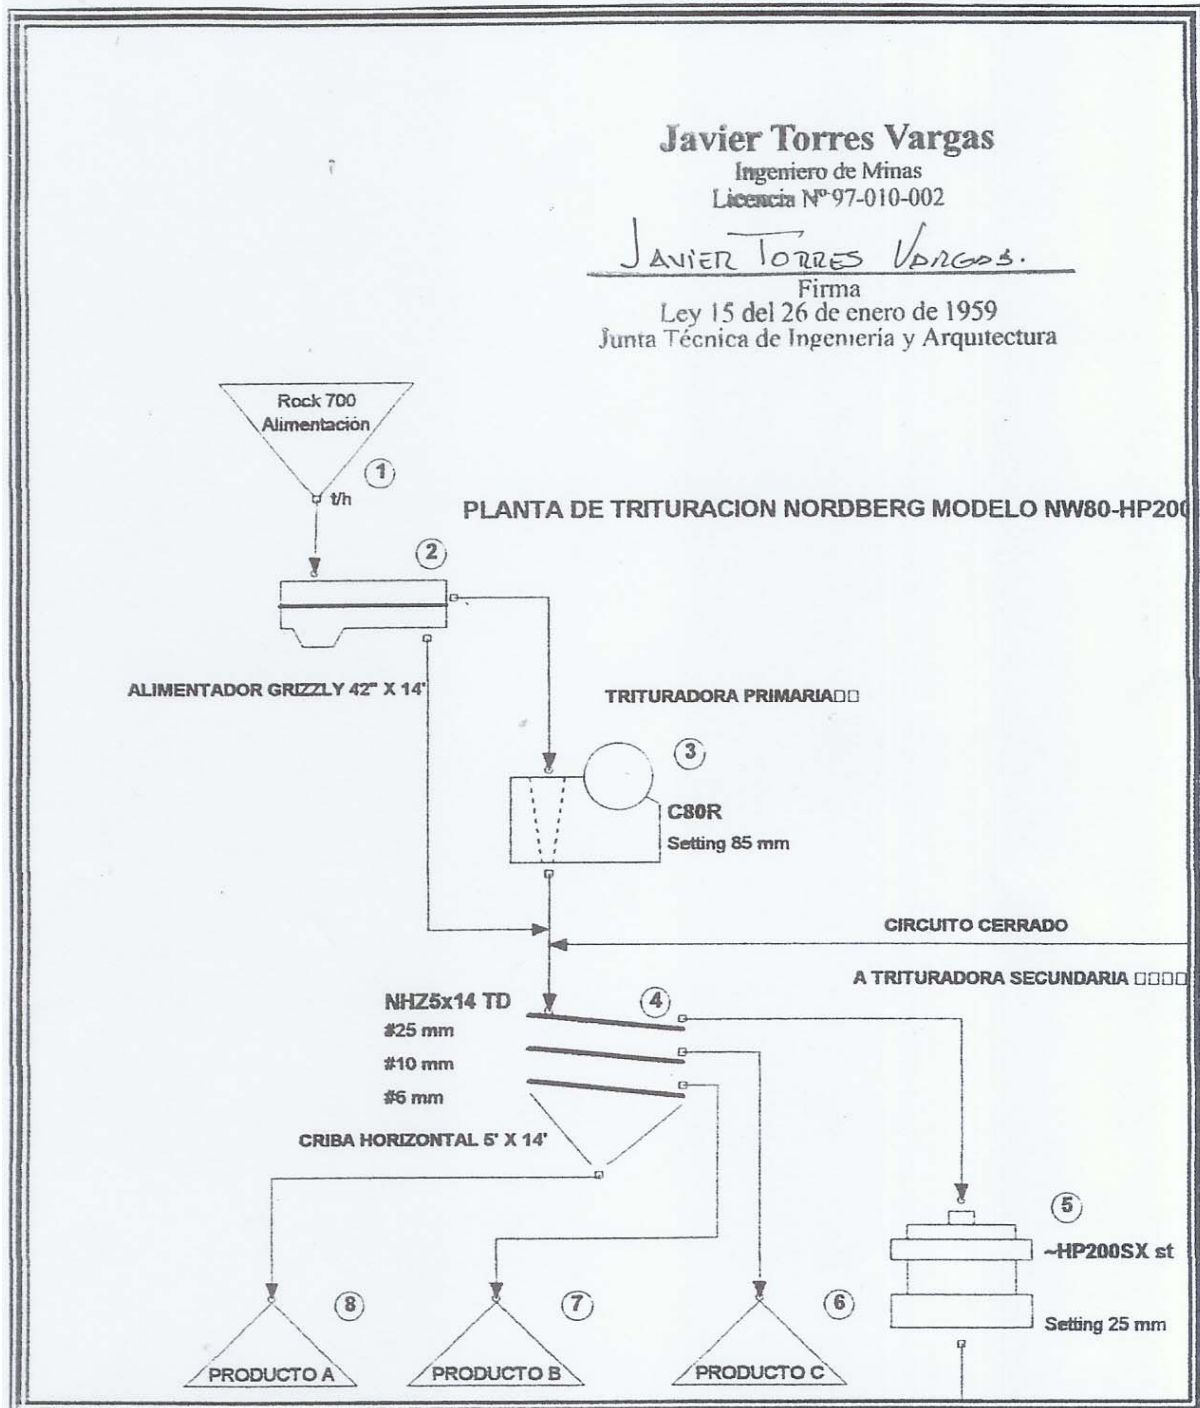 Javier Torres Vargas
Ingeniero de Minas
Licencia Nº 97-010-002
JAVIER TORRES VARGAS.
Firma
Ley 15 del 26 de enero de 1959
Junta Técnica de Ingeniería y Arquitectura
Rock 700
Alimentación
1
t/h
PLANTA DE TRITURACION NORDBERG MODELO NW80-HP200
2
ALIMENTADOR GRIZZLY 42" X 14'
TRITURADORA PRIMARIA□□
3
C80R
Setting 85 mm
CIRCUITO CERRADO
A TRITURADORA SECUNDARIA □□□□
NHZ5x14 TD
4
#25 mm
#10 mm
#6 mm
CRIBA HORIZONTAL 5' X 14'
5
~HP200SX st
Setting 25 mm
8
7
6
PRODUCTO A
PRODUCTO B
PRODUCTO C